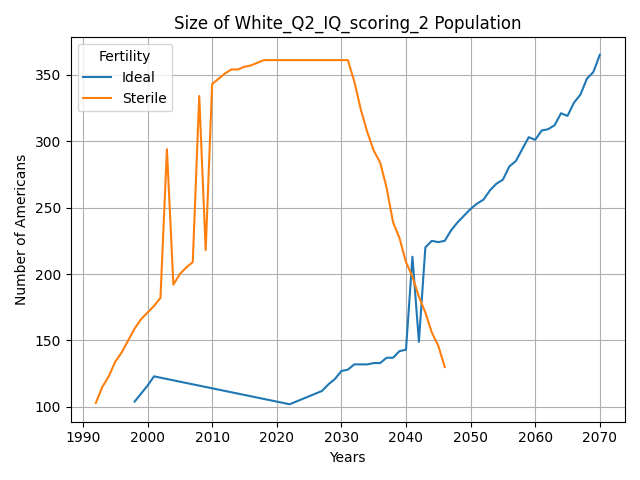 Size of White_Q2_IQ_scoring_2 Population
Fertility
Ideal
Sterile
Number of Americans
350
300
250
200
150
100
1990 2000 2010 2020 2030 2040 2050 2060 2070
Years